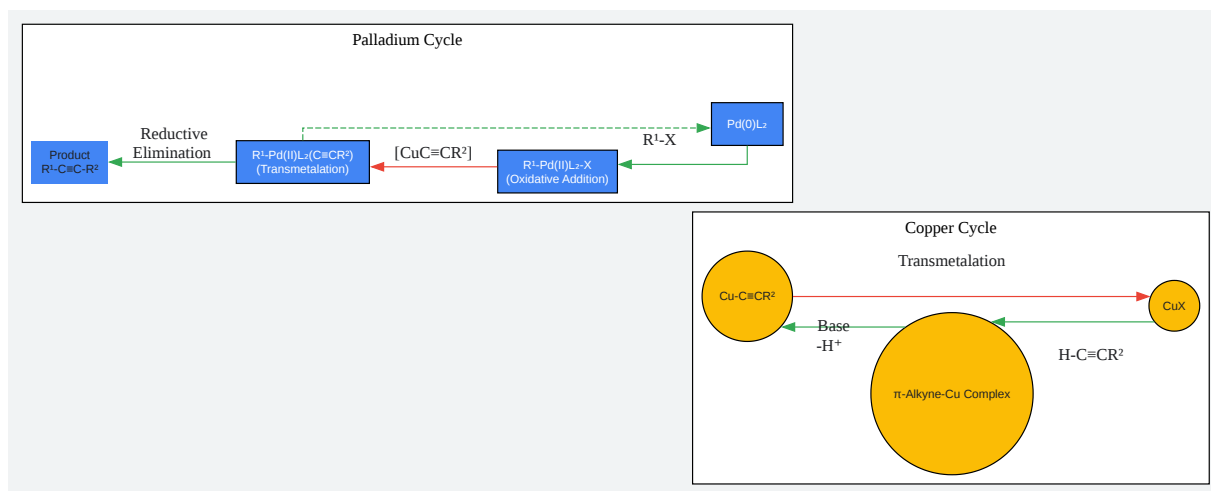 Palladium Cycle
Pd(0)L₂
R¹-X
R¹-Pd(II)L₂-X
(Oxidative Addition)
[CuC≡CR²]
R¹-Pd(II)L₂(C≡CR²)
(Transmetalation)
Reductive
Elimination
Product
R¹-C≡C-R²
Copper Cycle
Transmetalation
Cu-C≡CR²
CuX
Base
-H⁺
H-C≡CR²
π-Alkyne-Cu Complex